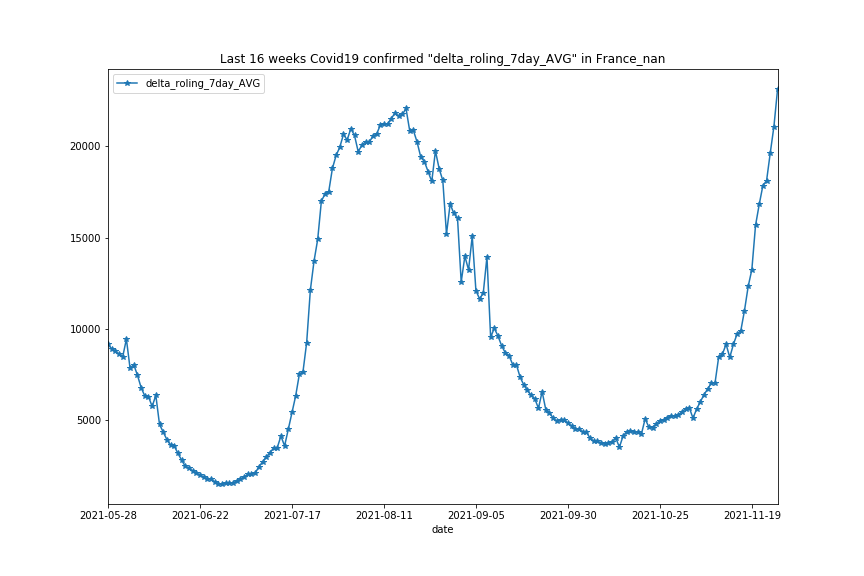 Last 16 weeks Covid19 confirmed "delta_roling_7day_AVG" in France_nan
delta_roling_7day_AVG
20000
15000
10000
5000
2021-05-28 2021-06-22 2021-07-17 2021-08-11 2021-09-05 2021-09-30 2021-10-25 2021-11-19
date